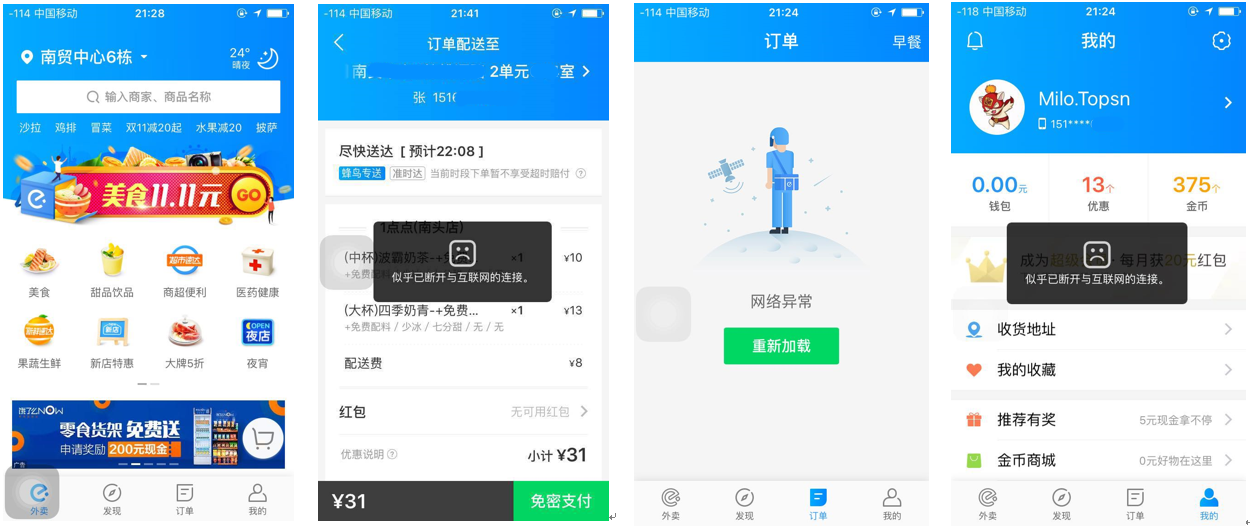 -114 中国移动 21:28
南贸中心6栋
24°
晴夜
输入商家、商品名称
沙拉 鸡排 冒菜 双11减20起 水果减20 披萨
美食11.11元 GO
美食 甜品饮品 商超便利 医药健康
超市速达
果蔬生鲜 新店特惠 大牌5折 夜宵
新店
OPEN
夜店
饿了么NOW
零食货架 免费送
申请奖励 200元现金
广告
外卖 发现 订单 我的
-114 中国移动 21:41
订单配送至
2单元 室
张 151
尽快送达 [ 预计22:08 ]
蜂鸟专送 准时达 当前时段下单暂不享受超时赔付 ?
1点点(南头店)
(中杯)波霸奶茶-+免 ×1 ¥10
+免费配料
似乎已断开与互联网的连接。
(大杯)四季奶青-+免费... ×1 ¥13
+免费配料 / 少冰 / 七分甜 / 无 / 无
配送费 ¥8
红包 无可用红包
优惠说明 ? 小计 ¥31
¥31 免密支付
-114 中国移动 21:24
订单 早餐
网络异常
重新加载
外卖 发现 订单 我的
-118 中国移动 21:24
我的
Milo.Topsn
151****
0.00元 13个 375个
钱包 优惠 金币
成为超级 每月获20元红包
似乎已断开与互联网的连接。
收货地址
我的收藏
推荐有奖 5元现金拿不停
金币商城 0元好物在这里
外卖 发现 订单 我的